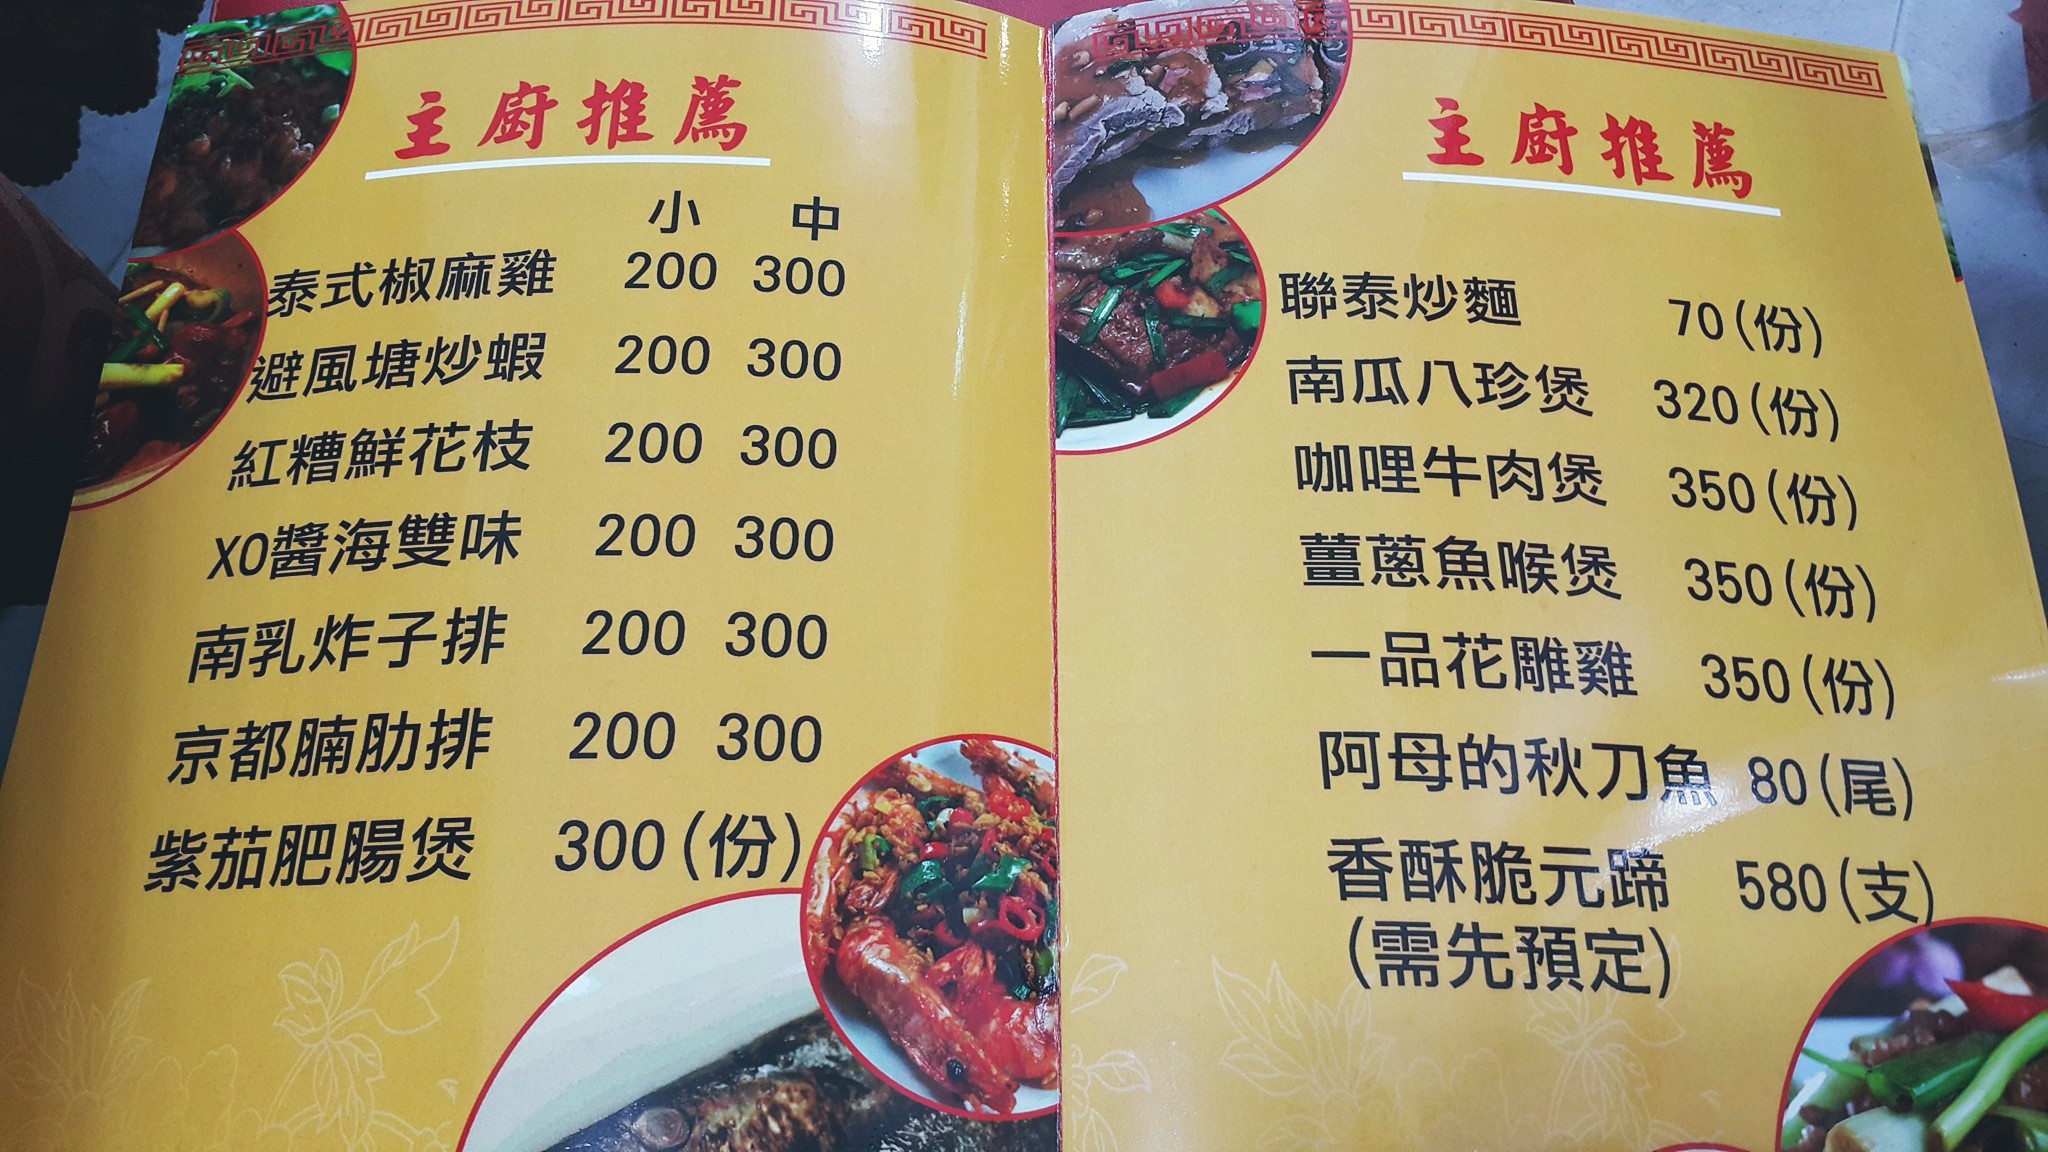 主廚推薦
小 中
泰式椒麻雞 200 300
避風塘炒蝦 200 300
紅糟鮮花枝 200 300
XO醬海雙味 200 300
南乳炸子排 200 300
京都腩肋排 200 300
紫茄肥腸煲 300(份)
主廚推薦
聯泰炒麵 70(份)
南瓜八珍煲 320(份)
咖哩牛肉煲 350(份)
薑蔥魚喉煲 350(份)
一品花雕雞 350(份)
阿母的秋刀魚 80(尾)
香酥脆元蹄 580(支)
(需先預定)